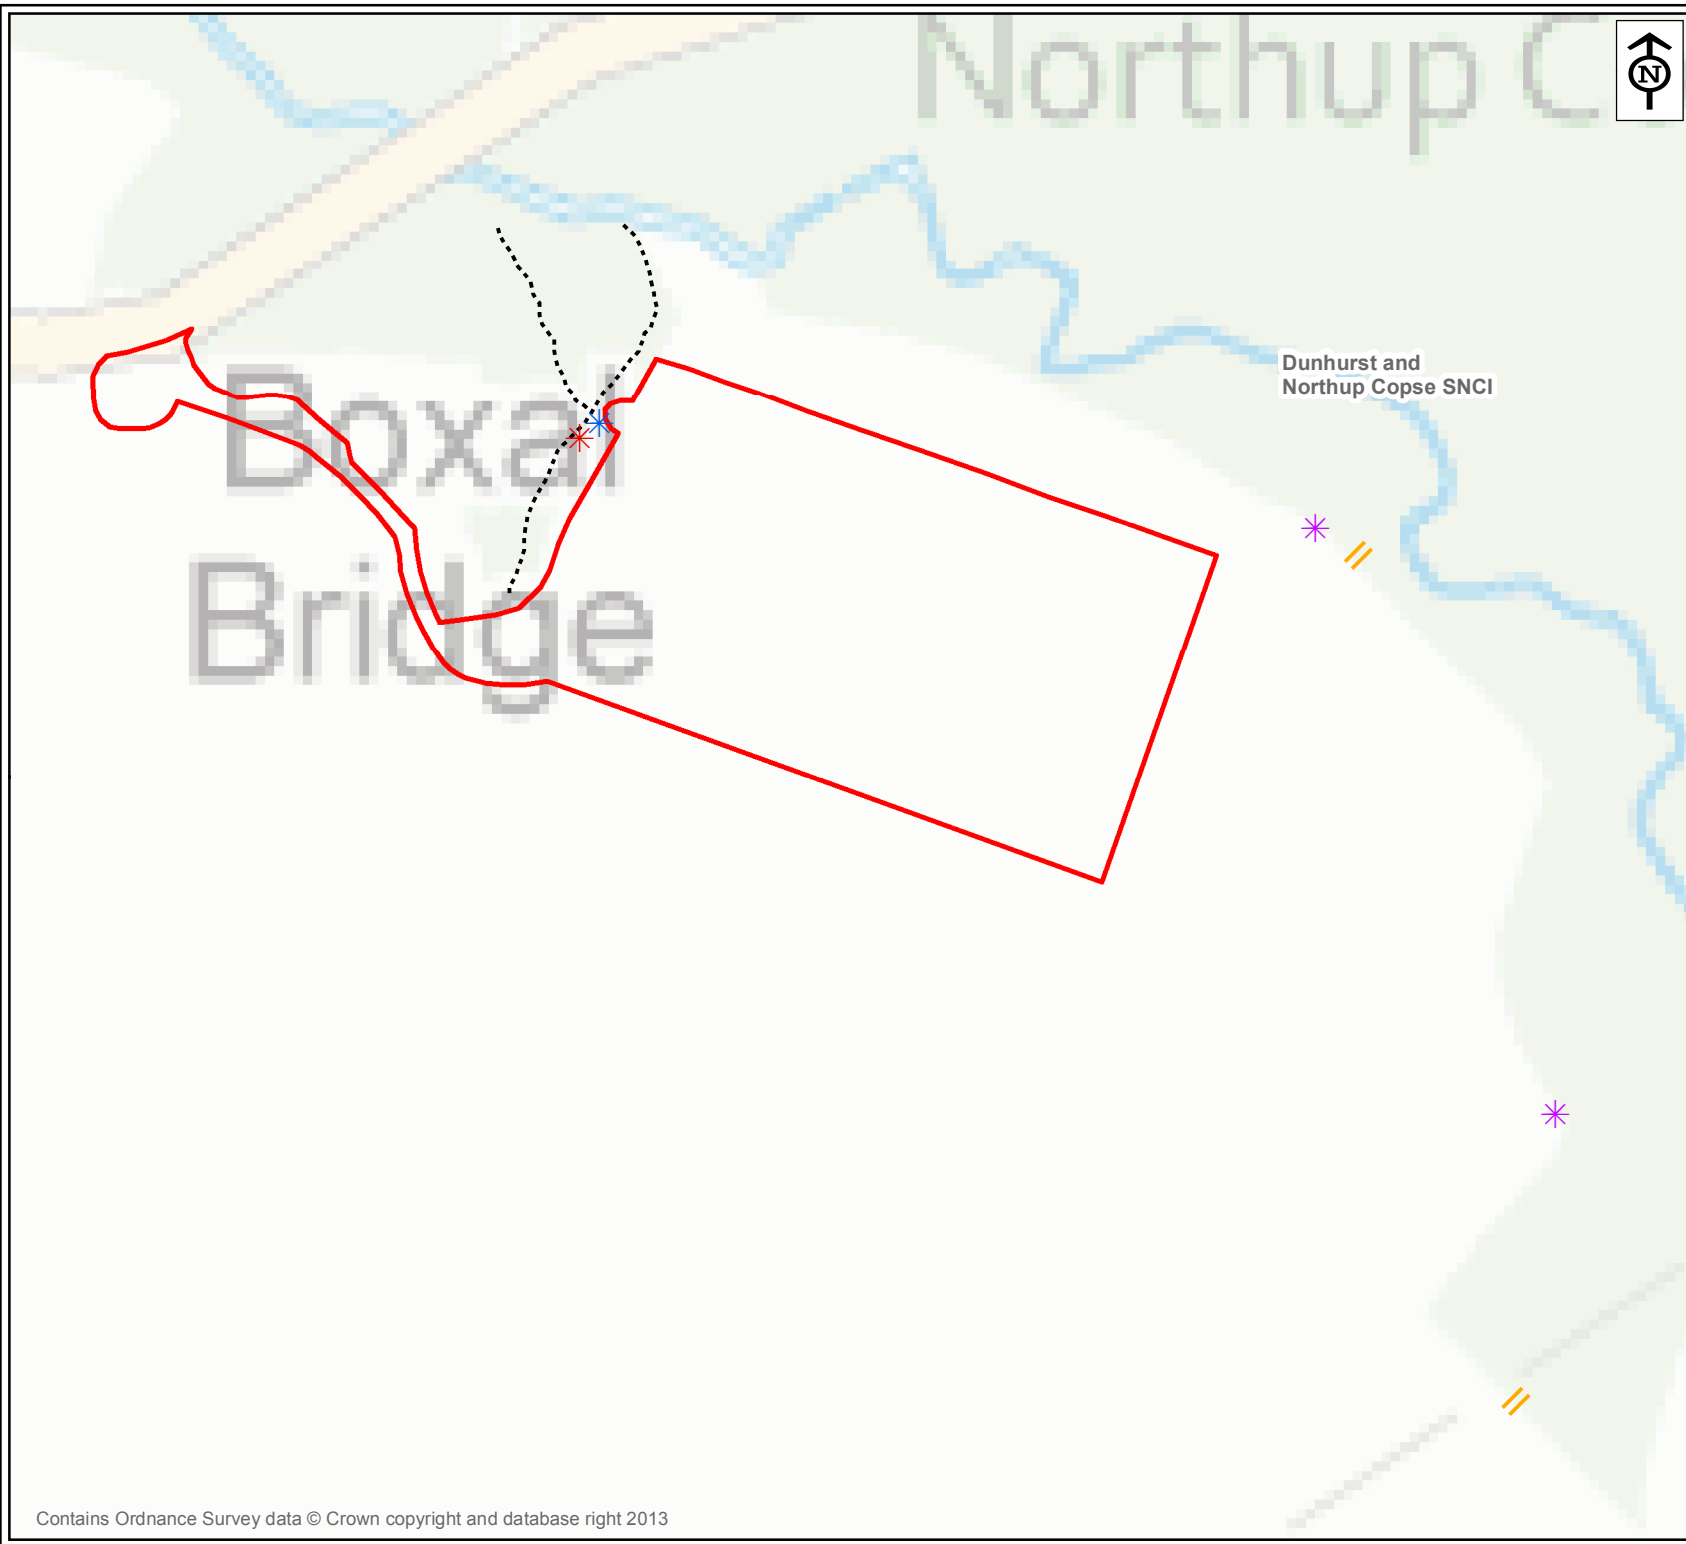 Northup C
N
Dunhurst and
Northup Copse SNCI
Boxal
Bridge
Contains Ordnance Survey data © Crown copyright and database right 2013